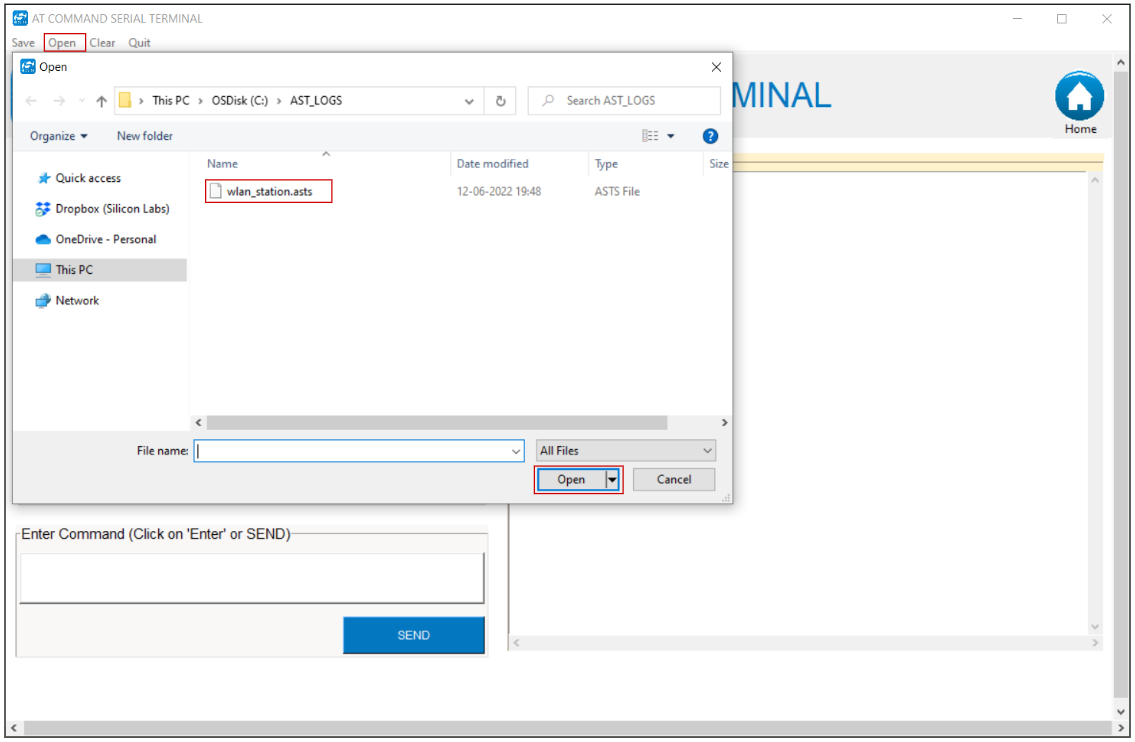 AT COMMAND SERIAL TERMINAL
Save Open Clear Quit
Open
MINAL
Home
This PC › OSDisk (C:) › AST_LOGS
Search AST_LOGS
Organize New folder
?
Name Date modified Type Size
Quick access
wlan_station.asts 12-06-2022 19:48 ASTS File
Dropbox (Silicon Labs)
OneDrive - Personal
This PC
Network
File name: All Files
Open Cancel
Enter Command (Click on 'Enter' or SEND)
SEND